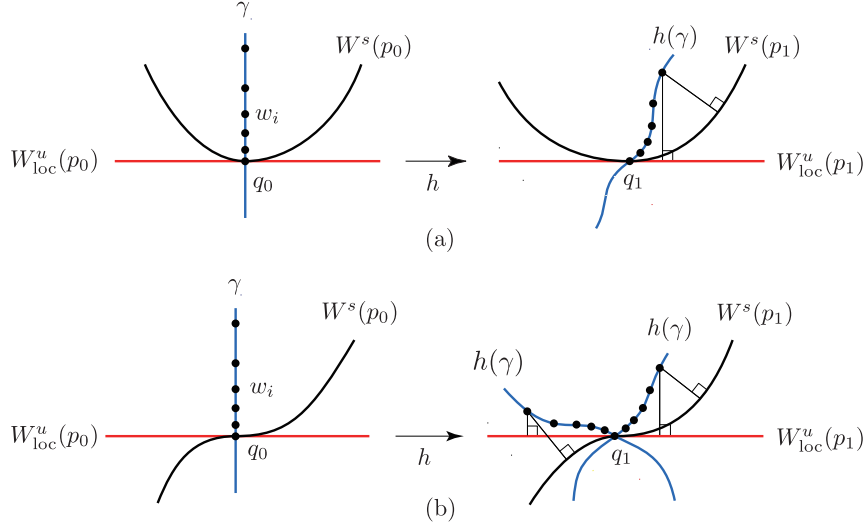 γ
W^s(p_0)
w_i
W^u_loc(p_0)
q_0
h
h(γ)
W^s(p_1)
W^u_loc(p_1)
q_1
(a)
γ
W^s(p_0)
w_i
W^u_loc(p_0)
q_0
h
h(γ)
h(γ)
W^s(p_1)
W^u_loc(p_1)
q_1
(b)